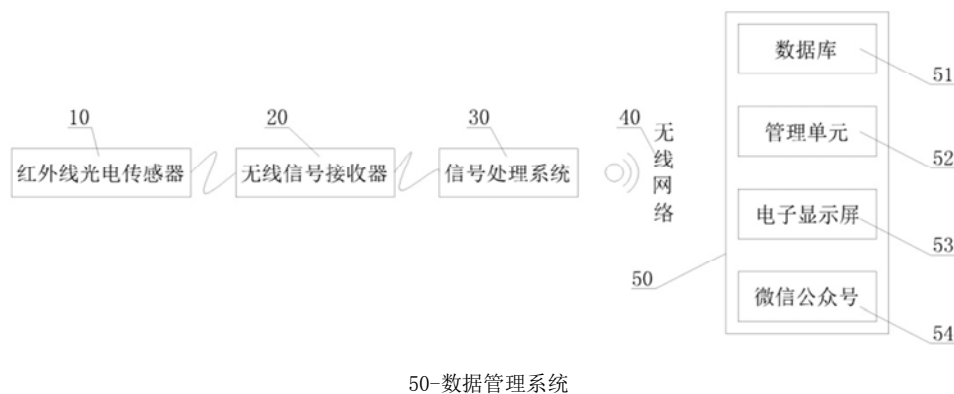 10
红外线光电传感器
20
无线信号接收器
30
信号处理系统
40
无线网络
50
数据库
51
管理单元
52
电子显示屏
53
微信公众号
54
50-数据管理系统